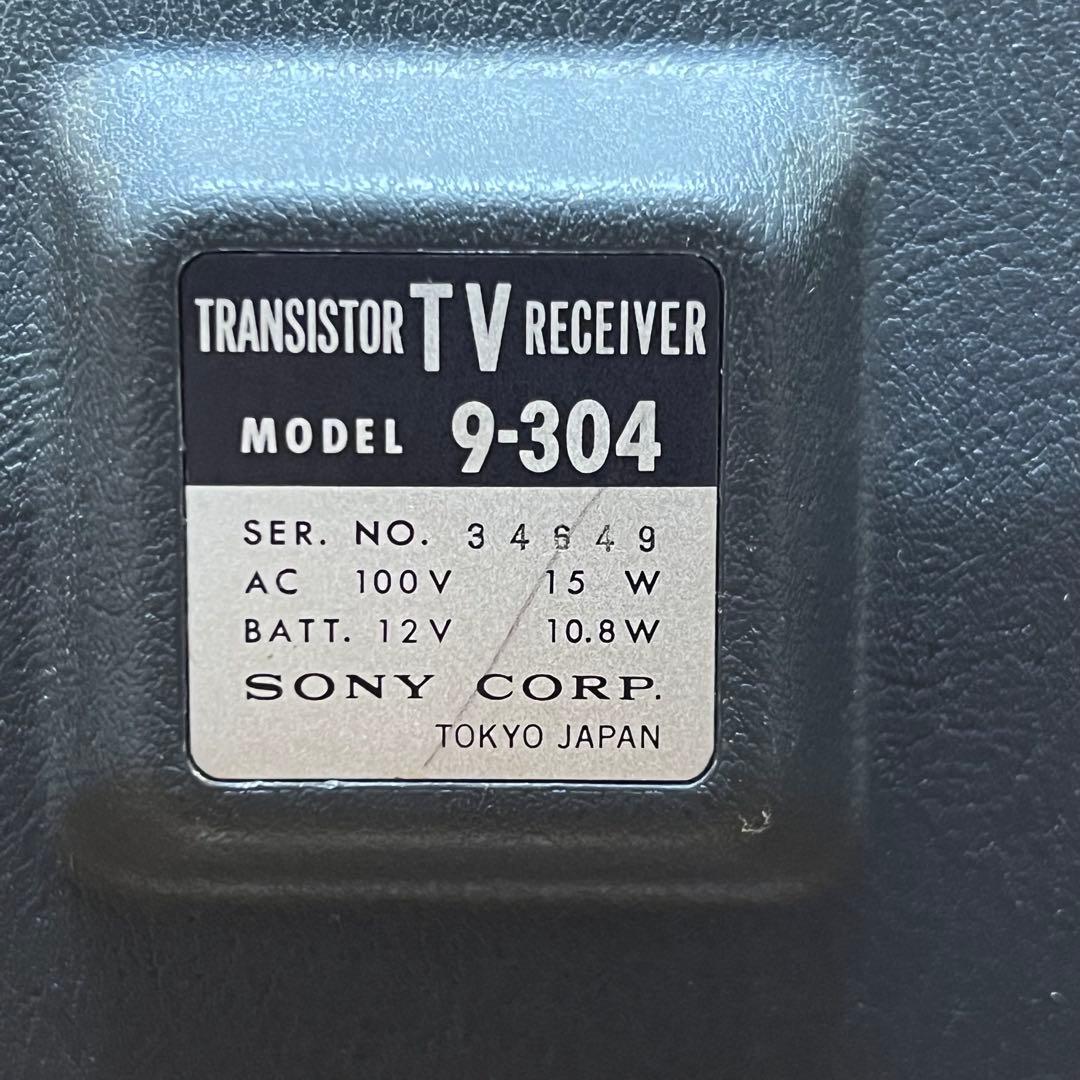 TRANSISTOR TV RECEIVER
MODEL 9-304
SER. NO. 34649
AC 100V 15 W
BATT. 12V 10.8W
SONY CORP.
TOKYO JAPAN